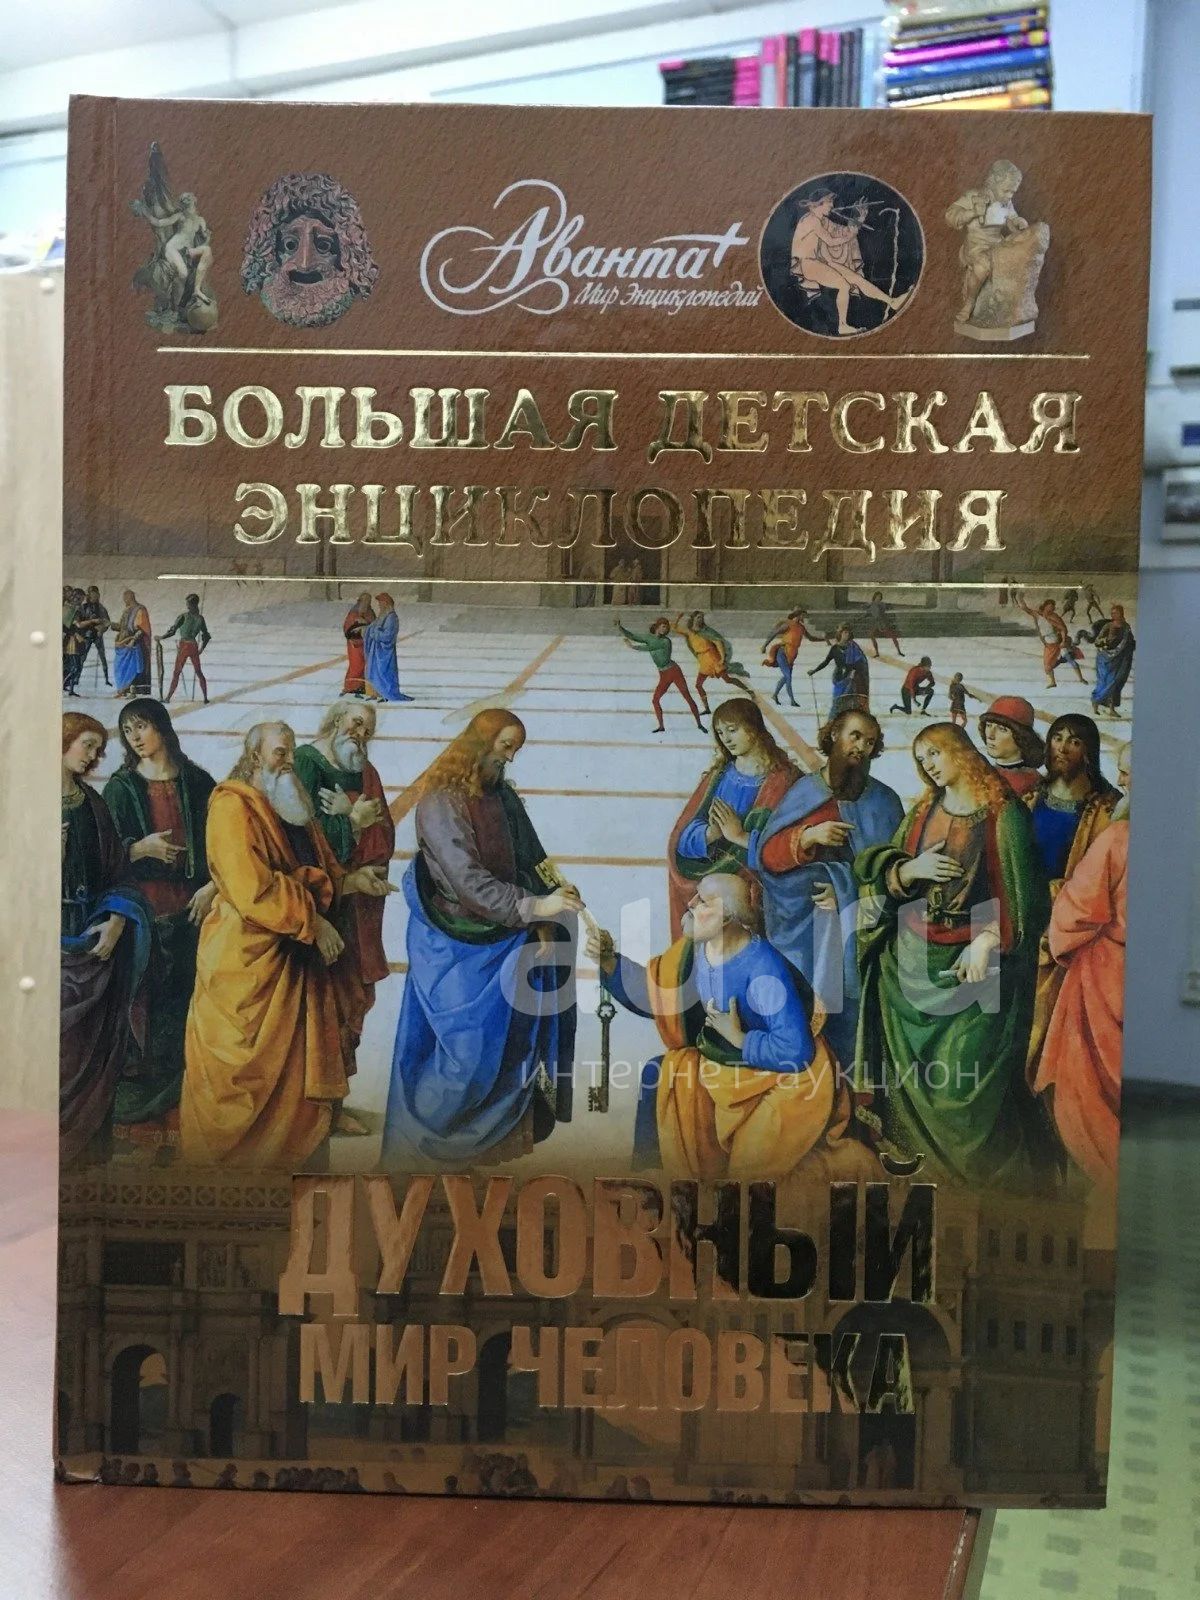 Аванта+
Мир Энциклопедий
БОЛЬШАЯ ДЕТСКАЯ
ЭНЦИКЛОПЕДИЯ
au.ru
интернет-аукцион
ДУХОВНЫЙ
МИР ЧЕЛОВЕКА